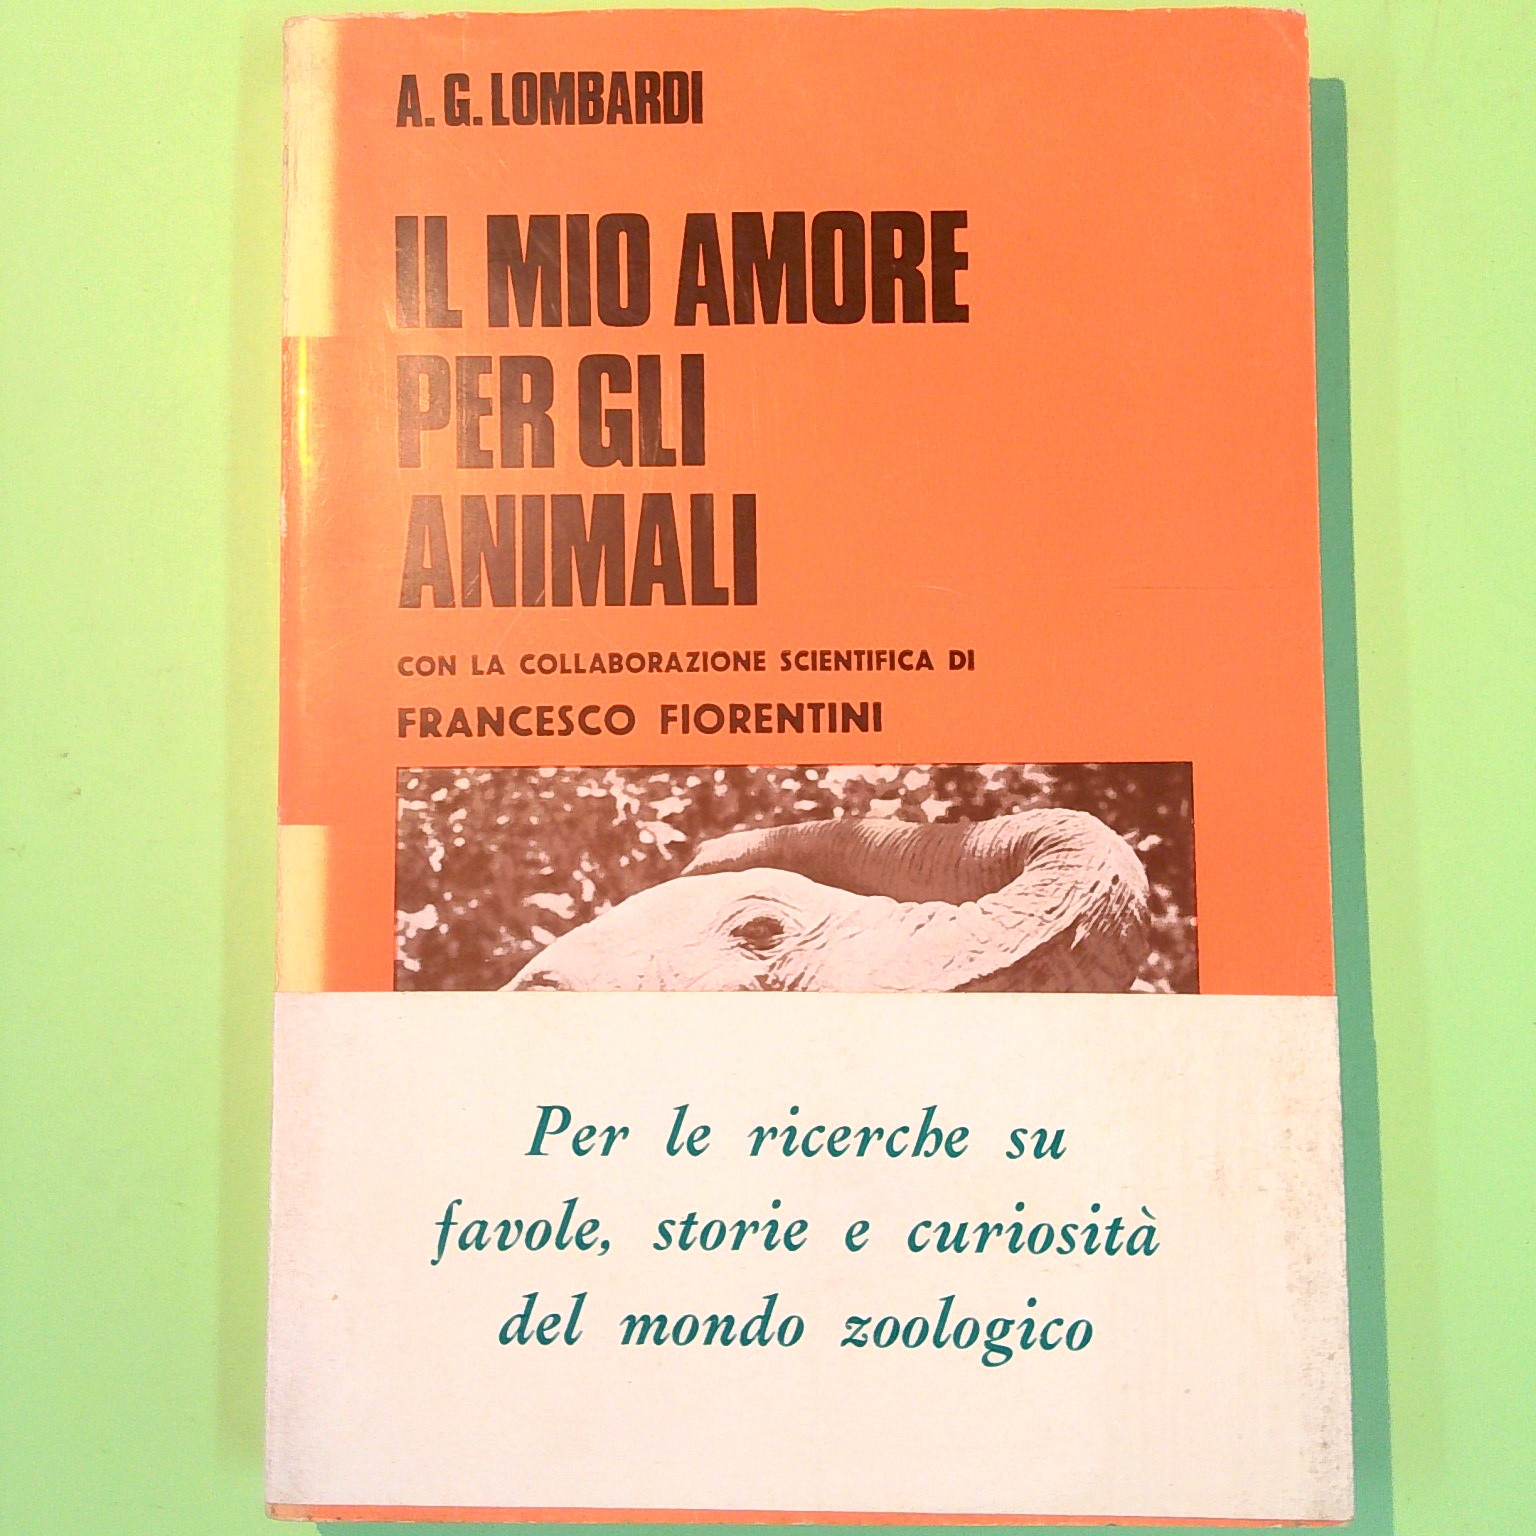 A. G. LOMBARDI
IL MIO AMORE
PER GLI
ANIMALI
CON LA COLLABORAZIONE SCIENTIFICA DI
FRANCESCO FIORENTINI
Per le ricerche su
favole, storie e curiosità
del mondo zoologico